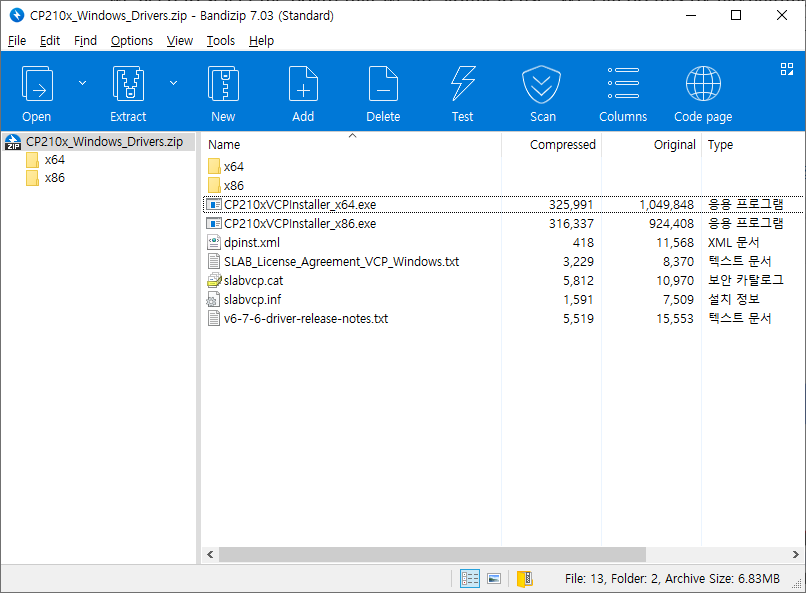 CP210x_Windows_Drivers.zip - Bandizip 7.03 (Standard)
File Edit Find Options View Tools Help
Open Extract New Add Delete Test Scan Columns Code page
CP210x_Windows_Drivers.zip
x64
x86
Name Compressed Original Type
x64
x86
CP210xVCPInstaller_x64.exe 325,991 1,049,848 응용 프로그램
CP210xVCPInstaller_x86.exe 316,337 924,408 응용 프로그램
dpinst.xml 418 11,568 XML 문서
SLAB_License_Agreement_VCP_Windows.txt 3,229 8,370 텍스트 문서
slabvcp.cat 5,812 10,970 보안 카탈로그
slabvcp.inf 1,591 7,509 설치 정보
v6-7-6-driver-release-notes.txt 5,519 15,553 텍스트 문서
File: 13, Folder: 2, Archive Size: 6.83MB